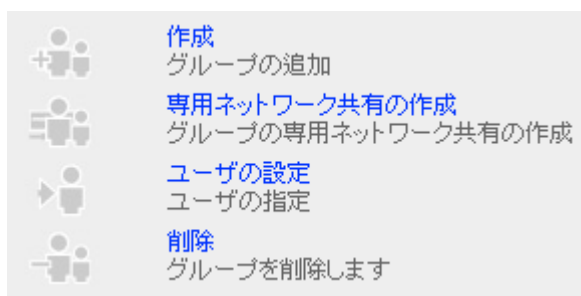 作成
グループの追加
専用ネットワーク共有の作成
グループの専用ネットワーク共有の作成
ユーザの設定
ユーザの指定
削除
グループを削除します